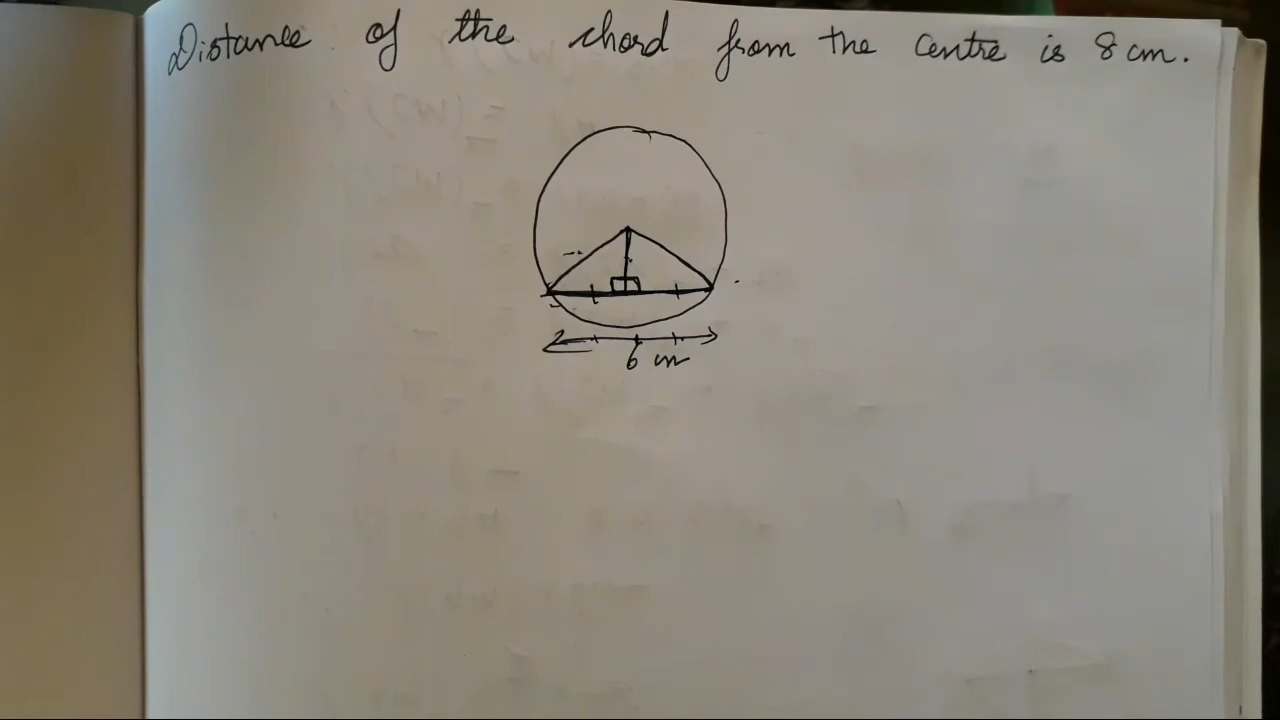 Distance of the chord from the centre is 8 cm.
6 cm